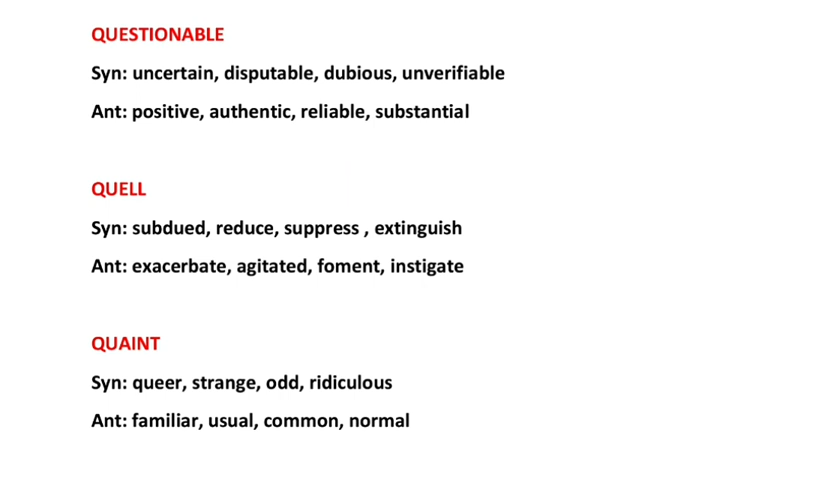 QUESTIONABLE
Syn: uncertain, disputable, dubious, unverifiable
Ant: positive, authentic, reliable, substantial
QUELL
Syn: subdued, reduce, suppress , extinguish
Ant: exacerbate, agitated, foment, instigate
QUAINT
Syn: queer, strange, odd, ridiculous
Ant: familiar, usual, common, normal